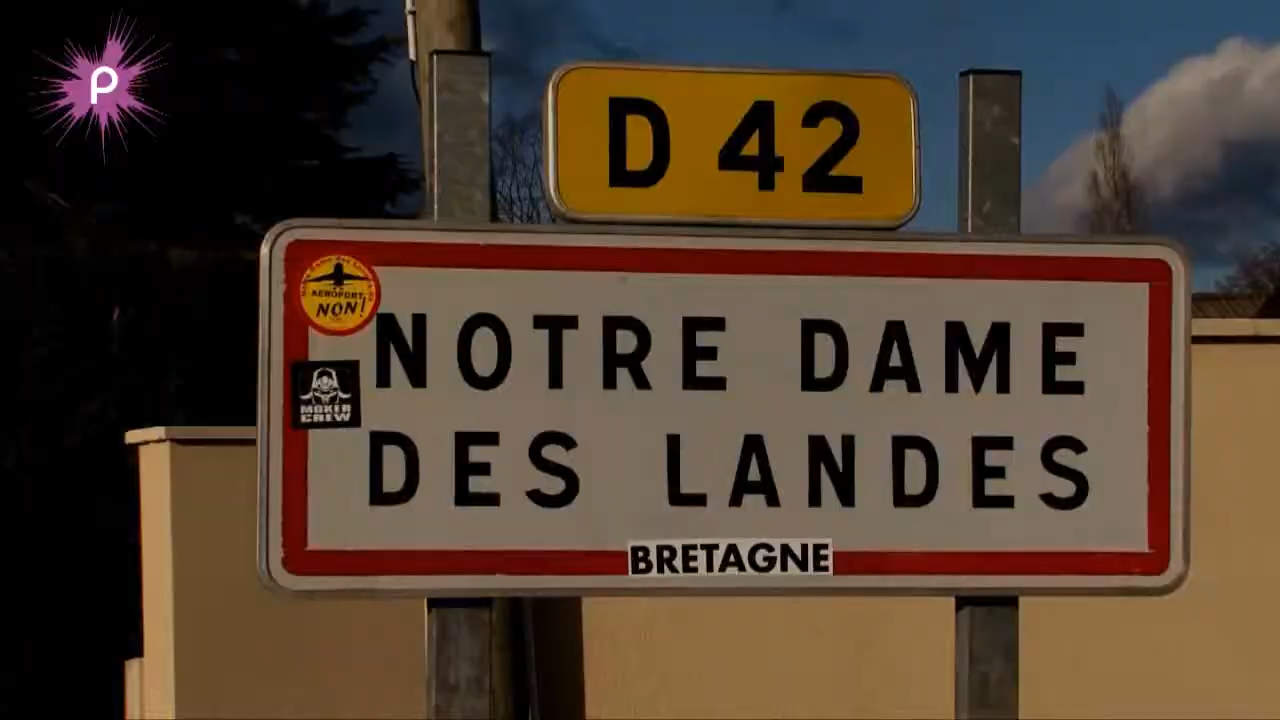 P
D 42
AEROPORT
NON!
NOTRE DAME
MOKER
CREW
DES LANDES
BRETAGNE